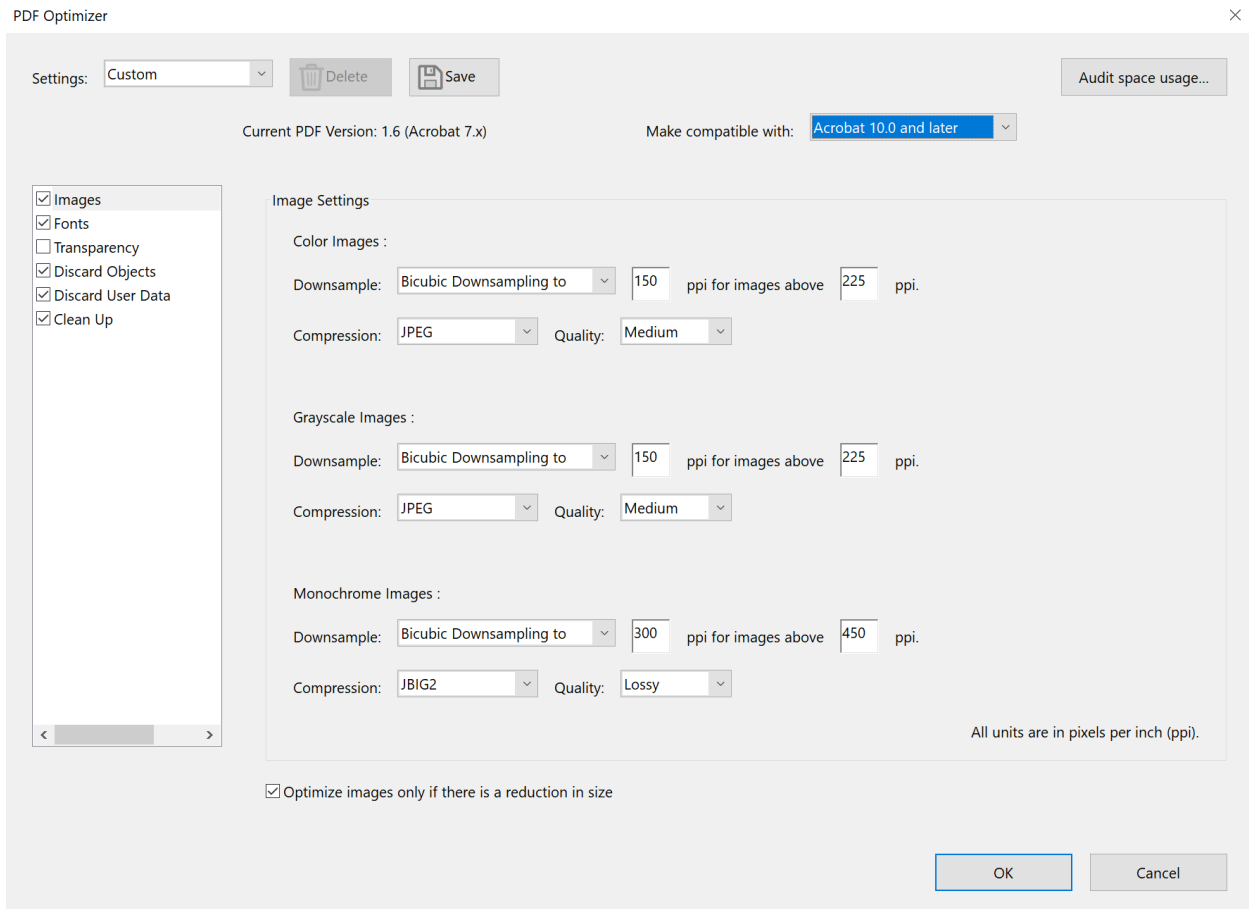 PDF Optimizer
Settings: Custom Delete Save Audit space usage...
Current PDF Version: 1.6 (Acrobat 7.x) Make compatible with: Acrobat 10.0 and later
Images
Fonts
Transparency
Discard Objects
Discard User Data
Clean Up
Image Settings
Color Images :
Downsample: Bicubic Downsampling to 150 ppi for images above 225 ppi.
Compression: JPEG Quality: Medium
Grayscale Images :
Downsample: Bicubic Downsampling to 150 ppi for images above 225 ppi.
Compression: JPEG Quality: Medium
Monochrome Images :
Downsample: Bicubic Downsampling to 300 ppi for images above 450 ppi.
Compression: JBIG2 Quality: Lossy
All units are in pixels per inch (ppi).
Optimize images only if there is a reduction in size
OK Cancel